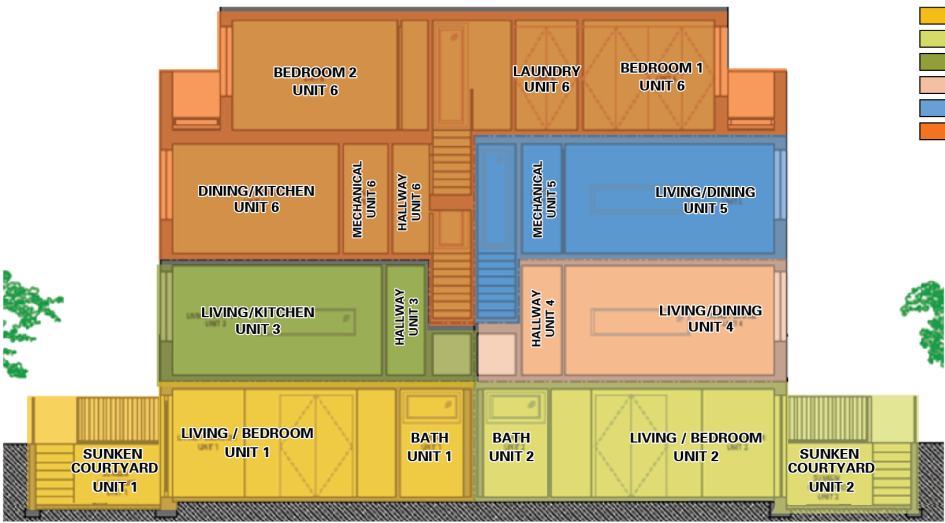 BEDROOM 2
UNIT 6
LAUNDRY
UNIT 6
BEDROOM 1
UNIT 6
DINING/KITCHEN
UNIT 6
MECHANICAL
UNIT 6
HALLWAY
UNIT 6
MECHANICAL
UNIT 5
LIVING/DINING
UNIT 5
LIVING/KITCHEN
UNIT 3
HALLWAY
UNIT 3
HALLWAY
UNIT 4
LIVING/DINING
UNIT 4
LIVING / BEDROOM
UNIT 1
BATH
UNIT 1
BATH
UNIT 2
LIVING / BEDROOM
UNIT 2
SUNKEN
COURTYARD
UNIT 1
SUNKEN
COURTYARD
UNIT 2